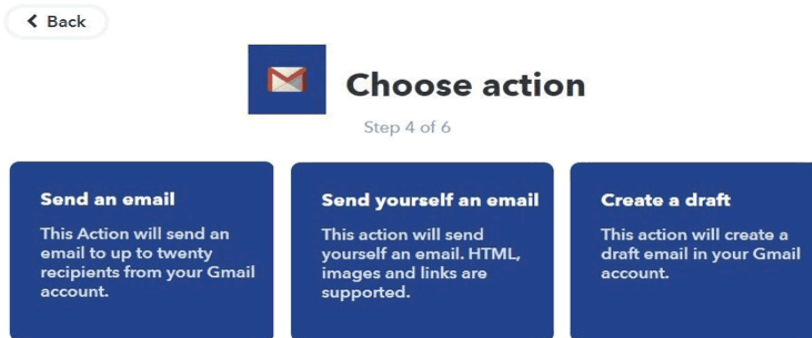 Back
Choose action
Step 4 of 6
Send an email
This Action will send an
email to up to twenty
recipients from your Gmail
account.
Send yourself an email
This action will send
yourself an email. HTML,
images and links are
supported.
Create a draft
This action will create a
draft email in your Gmail
account.